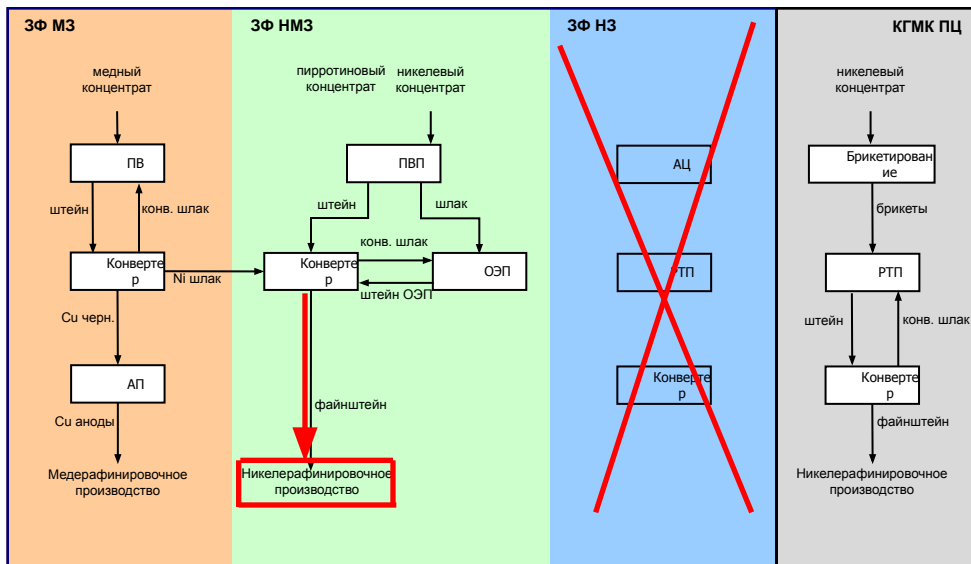 ЗФ МЗ
медный
концентрат
ПВ
штейн
конв. шлак
Конверте
р
Ni шлак
Cu черн.
АП
Cu аноды
Медерафинировочное
производство
ЗФ НМЗ
пирротиновый
концентрат
никелевый
концентрат
ПВП
штейн
шлак
конв. шлак
Конверте
р
ОЭП
штейн ОЭП
файнштейн
Никелерафинировочное
производство
ЗФ НЗ
АЦ
РТП
Конверте
р
КГМК ПЦ
никелевый
концентрат
Брикетирован
ие
брикеты
РТП
штейн
конв. шлак
Конверте
р
файнштейн
Никелерафинировочное
производство